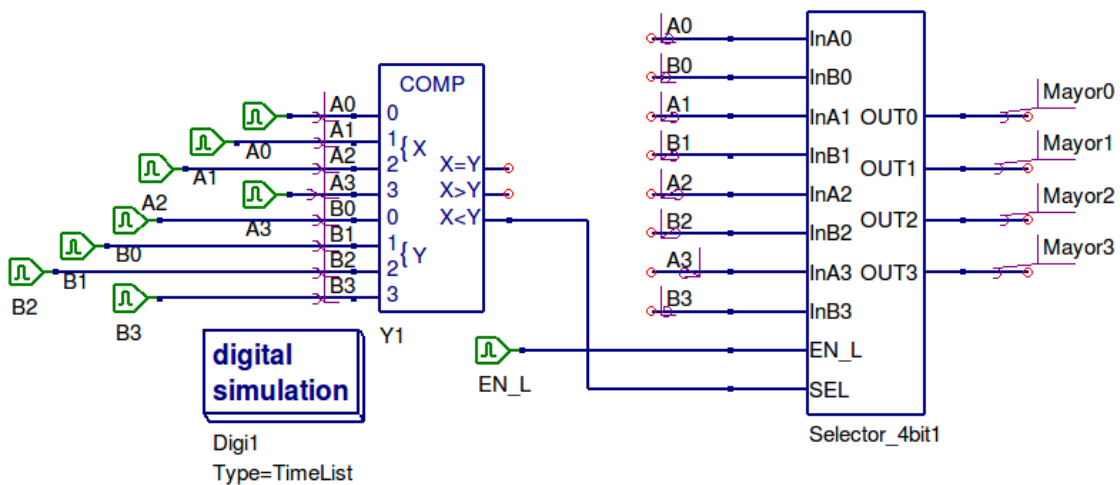 COMP
A0
0
A1
1
{ X
A2
2
X=Y
A3
3
X>Y
B0
0
X<Y
B1
1
{ Y
B2
2
B3
3
Y1
A0
A1
A2
A3
B0
B1
B2
B3
digital
simulation
Digi1
Type=TimeList
EN_L
A0
InA0
B0
InB0
A1
InA1
OUT0
Mayor0
B1
InB1
OUT1
Mayor1
A2
InA2
OUT2
Mayor2
B2
InB2
A3
InA3
OUT3
Mayor3
B3
InB3
EN_L
SEL
Selector_4bit1